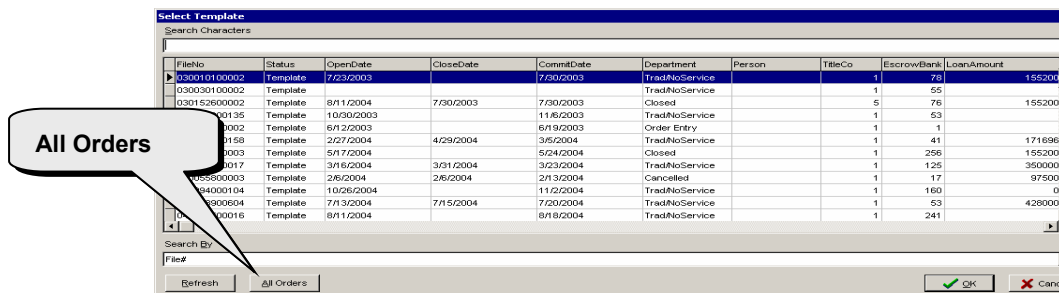 Select Template
Search Characters
FileNo Status OpenDate CloseDate CommitDate Department Person TitleCo EscrowBank LoanAmount
030010100002 Template 7/23/2003 7/30/2003 Trad/NoService 1 78 155200
030030100002 Template Trad/NoService 1 55
030152600002 Template 8/11/2004 7/30/2003 7/30/2003 Closed 5 76 155200
00135 Template 10/30/2003 11/6/2003 Trad/NoService 1 53
0002 Template 6/12/2003 6/19/2003 Order Entry 1 1
0158 Template 2/27/2004 4/29/2004 3/5/2004 Trad/NoService 1 41 171696
0003 Template 5/17/2004 5/24/2004 Closed 1 256 155200
0017 Template 3/16/2004 3/31/2004 3/23/2004 Trad/NoService 1 125 350000
055800003 Template 2/6/2004 2/6/2004 2/13/2004 Cancelled 1 17 97500
94000104 Template 10/26/2004 11/2/2004 Trad/NoService 1 160 0
8900604 Template 7/13/2004 7/15/2004 7/20/2004 Trad/NoService 1 53 428000
00016 Template 8/11/2004 8/18/2004 Trad/NoService 1 241
All Orders
Search By
File#
Refresh All Orders OK Canc